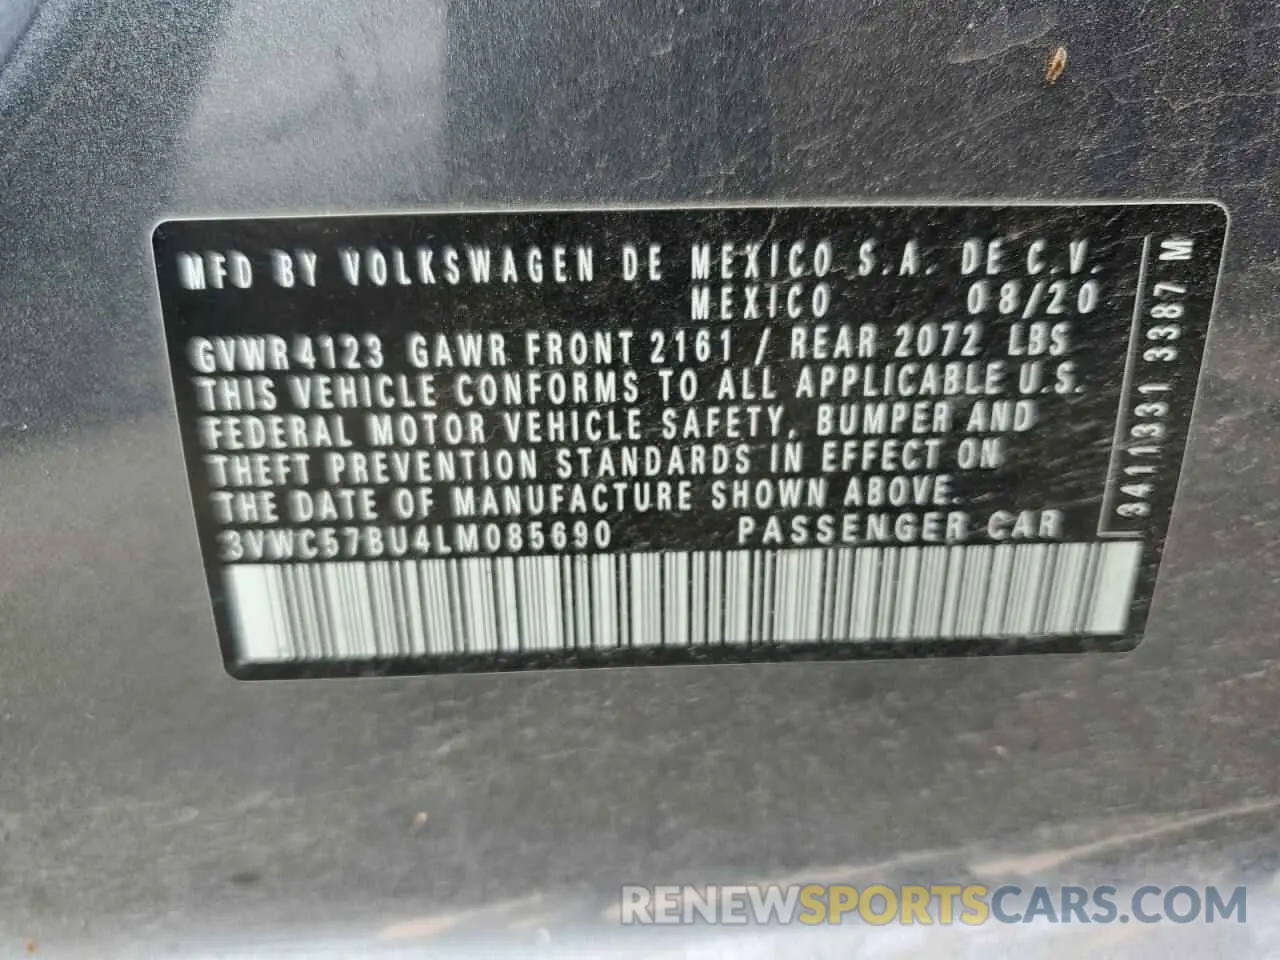 MFD BY VOLKSWAGEN DE MEXICO S.A. DE C.V.
MEXICO 08/20
GVWR 4123 GAWR FRONT 2161 / REAR 2072 LBS
THIS VEHICLE CONFORMS TO ALL APPLICABLE U.S.
FEDERAL MOTOR VEHICLE SAFETY, BUMPER AND
THEFT PREVENTION STANDARDS IN EFFECT ON
THE DATE OF MANUFACTURE SHOWN ABOVE.
3VWC57BU4LM085690 PASSENGER CAR
3411331 3387 M
RENEWSPORTSCARS.COM